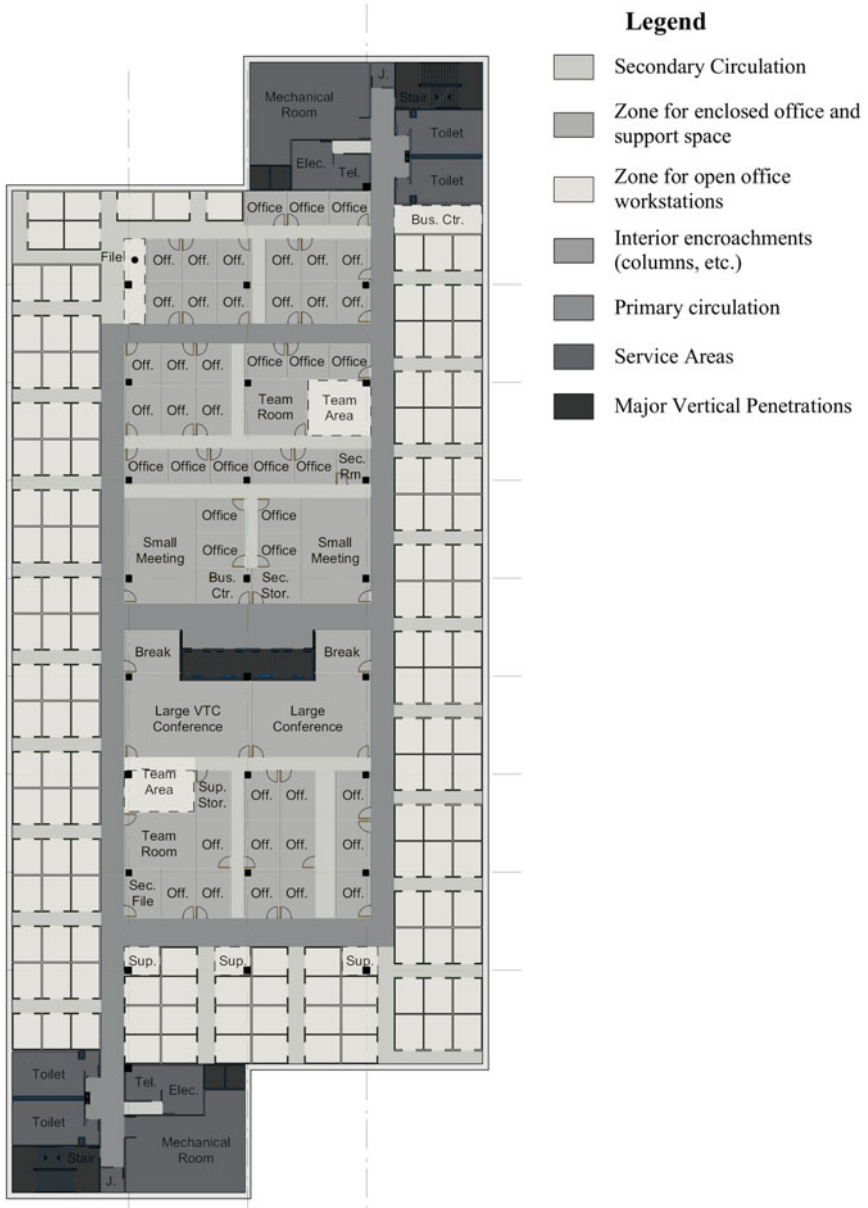 Legend
Secondary Circulation
Zone for enclosed office and
support space
Zone for open office
workstations
Interior encroachments
(columns, etc.)
Primary circulation
Service Areas
Major Vertical Penetrations
J.
Mechanical
Room
Stair
Toilet
Elec.
Tel.
Toilet
Office Office Office
Bus. Ctr.
File
Off. Off. Off. Off. Off. Off.
Off. Off. Off. Off. Off. Off.
Off. Off. Off. Office Office Office
Off. Off. Off.
Team
Room
Team
Area
Office Office Office Office Office
Sec.
Rm.
Office Office
Small
Meeting
Office Office
Small
Meeting
Bus.
Ctr.
Sec.
Stor.
Break Break
Large VTC
Conference
Large
Conference
Team
Area
Sup.
Stor.
Off. Off. Off.
Team
Room
Off. Off. Off. Off.
Sec.
File
Off. Off. Off. Off. Off.
Sup. Sup. Sup.
Toilet
Tel.
Elec.
Toilet
Mechanical
Room
Stair
J.